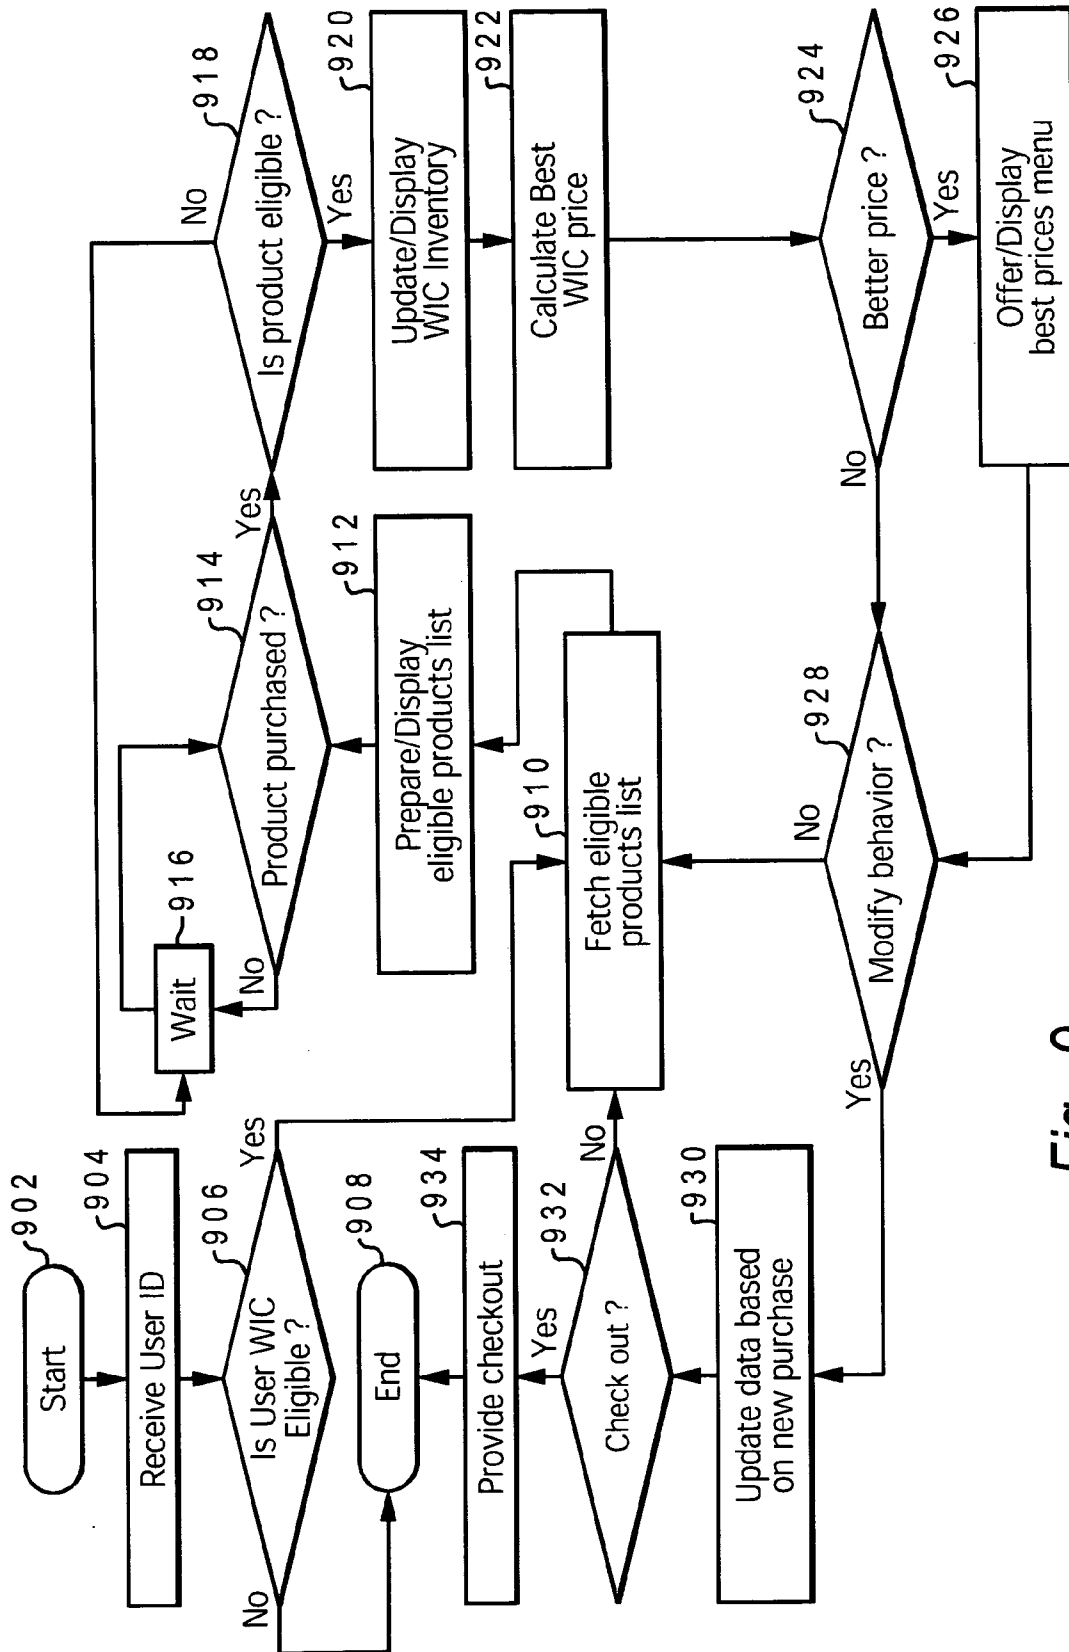 Start
902
Receive User ID
904
Is User WIC
Eligible ?
906
No
Yes
End
908
Provide checkout
934
Yes
Check out ?
932
No
Update data based
on new purchase
930
Wait
916
No
Product purchased ?
914
Yes
Prepare/Display
eligible products list
912
Fetch eligible
products list
910
No
Is product eligible ?
918
Yes
Update/Display
WIC Inventory
920
Calculate Best
WIC price
922
Better price ?
924
No
Yes
Offer/Display
best prices menu
926
Modify behavior ?
928
No
Yes